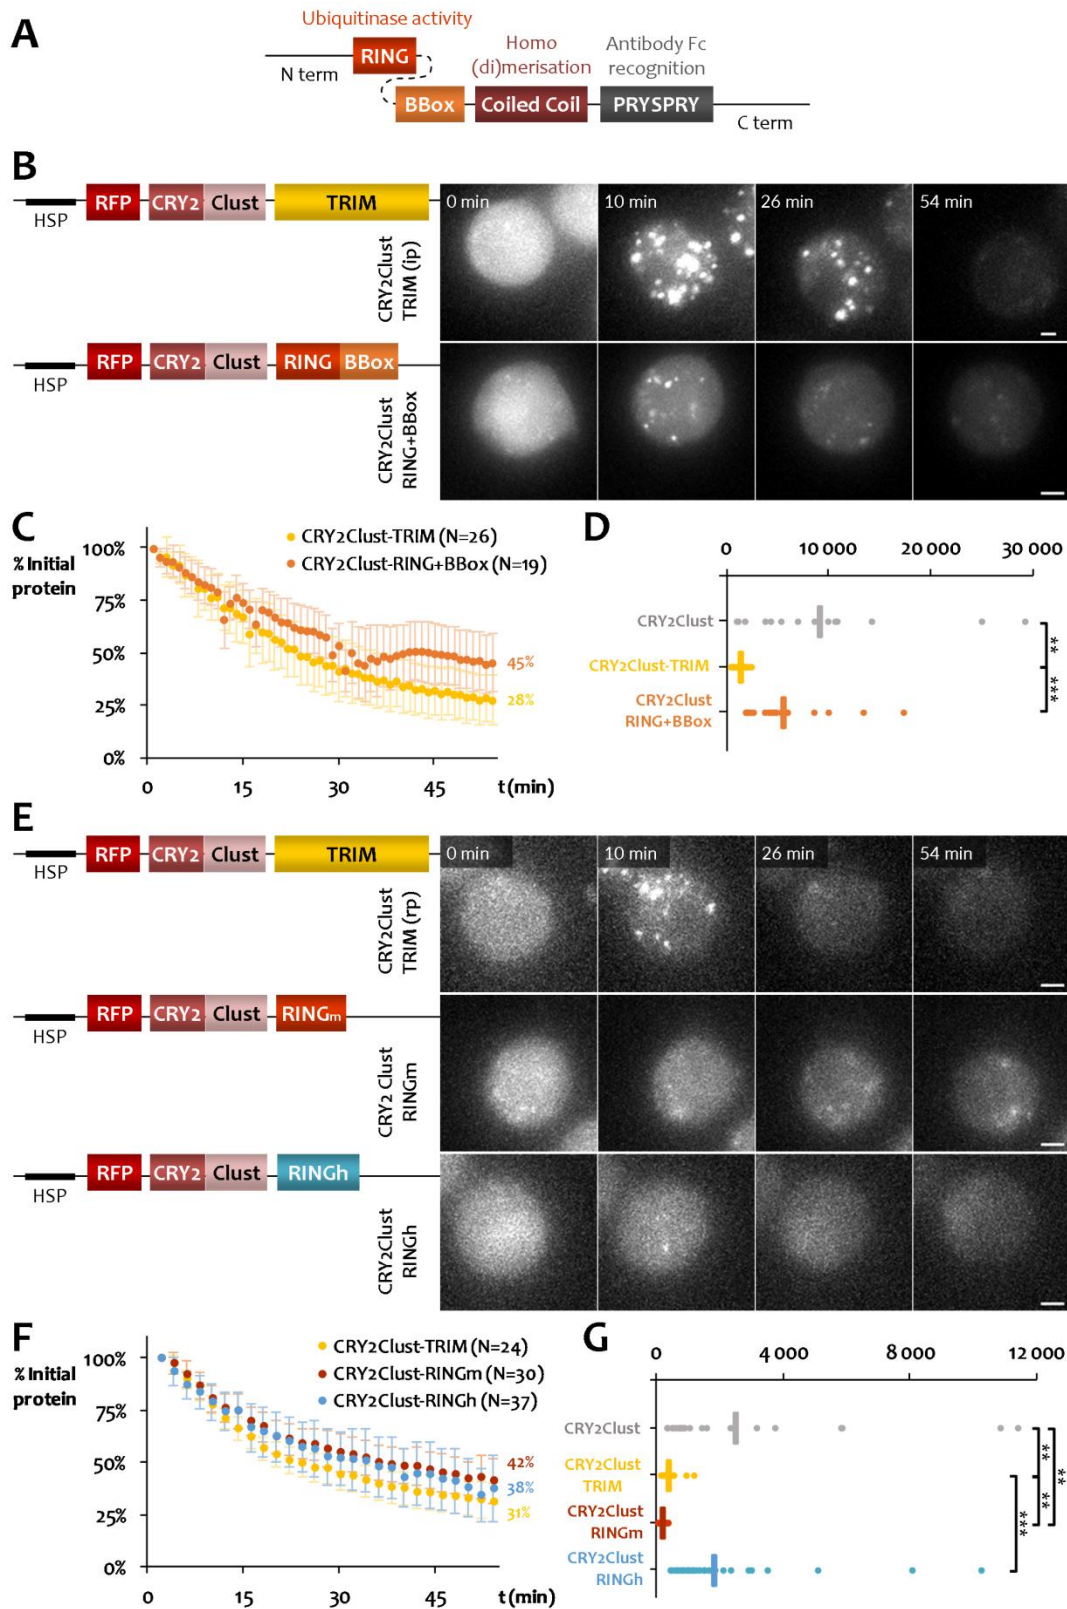 A
Ubiquitinase activity
RING
N term
Homo
(di)merisation
Antibody Fc
recognition
BBox
Coiled Coil
PRYSPRY
C term
B
HSP
RFP
CRY2
Clust
TRIM
CRY2Clust
TRIM (ip)
0 min
10 min
26 min
54 min
HSP
RFP
CRY2
Clust
RING
BBox
CRY2Clust
RING+BBox
C
% Initial
protein
100%
75%
50%
25%
0%
CRY2Clust-TRIM (N=26)
CRY2Clust-RING+BBox (N=19)
45%
28%
0
15
30
45
t (min)
D
0
10 000
20 000
30 000
CRY2Clust
CRY2Clust-TRIM
CRY2Clust
RING+BBox
**
***
E
HSP
RFP
CRY2
Clust
TRIM
CRY2Clust
TRIM (rp)
0 min
10 min
26 min
54 min
HSP
RFP
CRY2
Clust
RINGm
CRY2 Clust
RINGm
HSP
RFP
CRY2
Clust
RINGh
CRY2Clust
RINGh
F
% Initial
protein
100%
75%
50%
25%
0%
CRY2Clust-TRIM (N=24)
CRY2Clust-RINGm (N=30)
CRY2Clust-RINGh (N=37)
42%
38%
31%
0
15
30
45
t (min)
G
0
4 000
8 000
12 000
CRY2Clust
CRY2Clust
TRIM
CRY2Clust
RINGm
CRY2Clust
RINGh
**
**
**
***